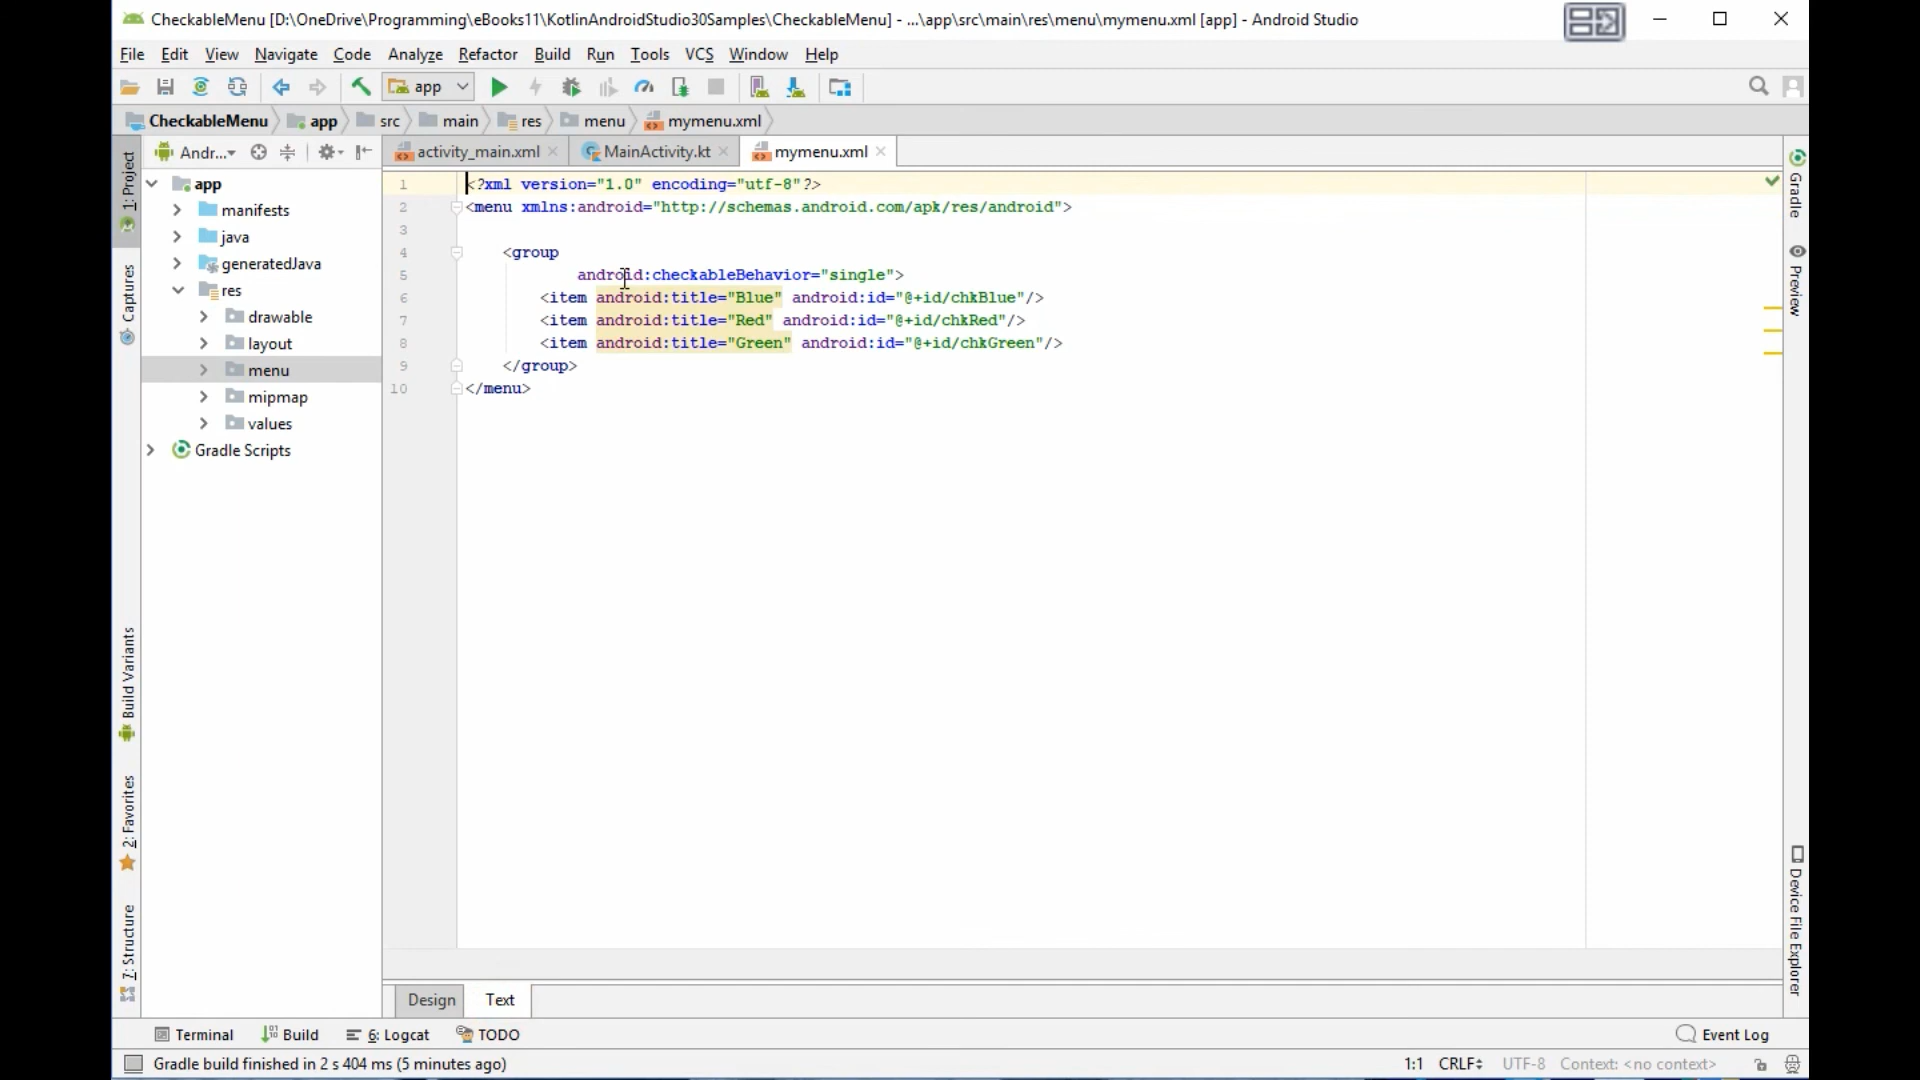 CheckableMenu [D:\OneDrive\Programming\eBooks11\KotlinAndroidStudio30Samples\CheckableMenu] - ...\app\src\main\res\menu\mymenu.xml [app] - Android Studio
File Edit View Navigate Code Analyze Refactor Build Run Tools VCS Window Help
app
CheckableMenu app src main res menu mymenu.xml
Andr... activity_main.xml MainActivity.kt mymenu.xml
1: Project
Captures
Build Variants
2: Favorites
7: Structure
app
manifests
java
generatedJava
res
drawable
layout
menu
mipmap
values
Gradle Scripts
1 <?xml version="1.0" encoding="utf-8"?>
2 <menu xmlns:android="http://schemas.android.com/apk/res/android">
3
4 <group
5 android:checkableBehavior="single">
6 <item android:title="Blue" android:id="@+id/chkBlue"/>
7 <item android:title="Red" android:id="@+id/chkRed"/>
8 <item android:title="Green" android:id="@+id/chkGreen"/>
9 </group>
10 </menu>
Gradle
Preview
Device File Explorer
Design Text
Terminal Build 6: Logcat TODO Event Log
Gradle build finished in 2 s 404 ms (5 minutes ago) 1:1 CRLF UTF-8 Context: <no context>